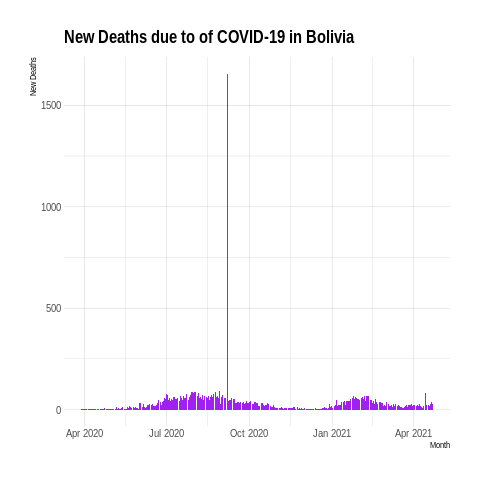 New Deaths due to of COVID-19 in Bolivia
New Deaths
1500
1000
500
0
Apr 2020 Jul 2020 Oct 2020 Jan 2021 Apr 2021
Month